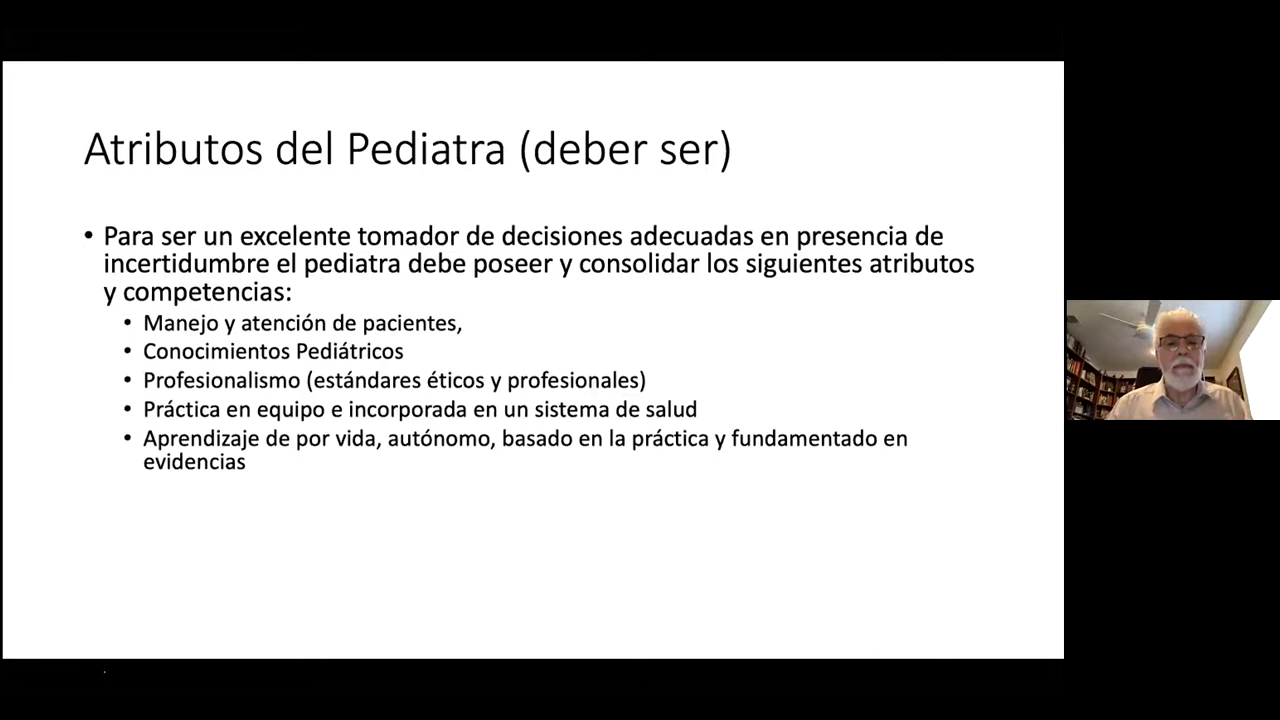 Atributos del Pediatra (deber ser)
• Para ser un excelente tomador de decisiones adecuadas en presencia de
incertidumbre el pediatra debe poseer y consolidar los siguientes atributos
y competencias:
• Manejo y atención de pacientes,
• Conocimientos Pediátricos
• Profesionalismo (estándares éticos y profesionales)
• Práctica en equipo e incorporada en un sistema de salud
• Aprendizaje de por vida, autónomo, basado en la práctica y fundamentado en
evidencias